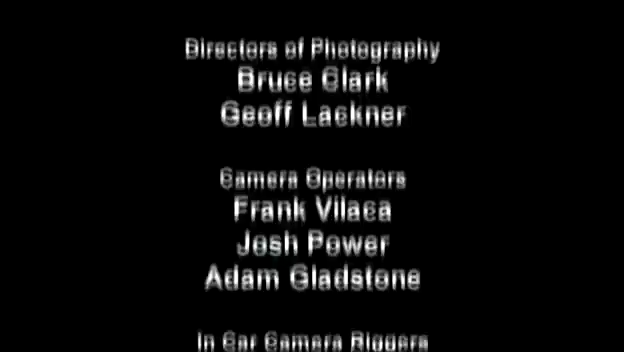 Directors of Photography
Bruce Clark
Geoff Lackner
Camera Operators
Frank Vilaca
Josh Power
Adam Gladstone
In Car Camera Riggers